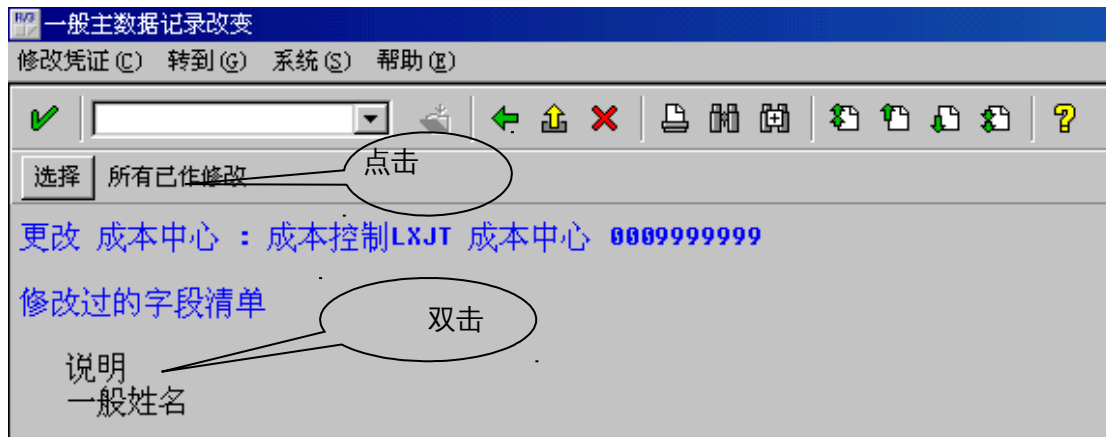 一般主数据记录改变
修改凭证(C) 转到(G) 系统(S) 帮助(E)
选择 所有已作修改
点击
更改 成本中心 : 成本控制LXJT 成本中心 0009999999
修改过的字段清单
双击
说明
一般姓名